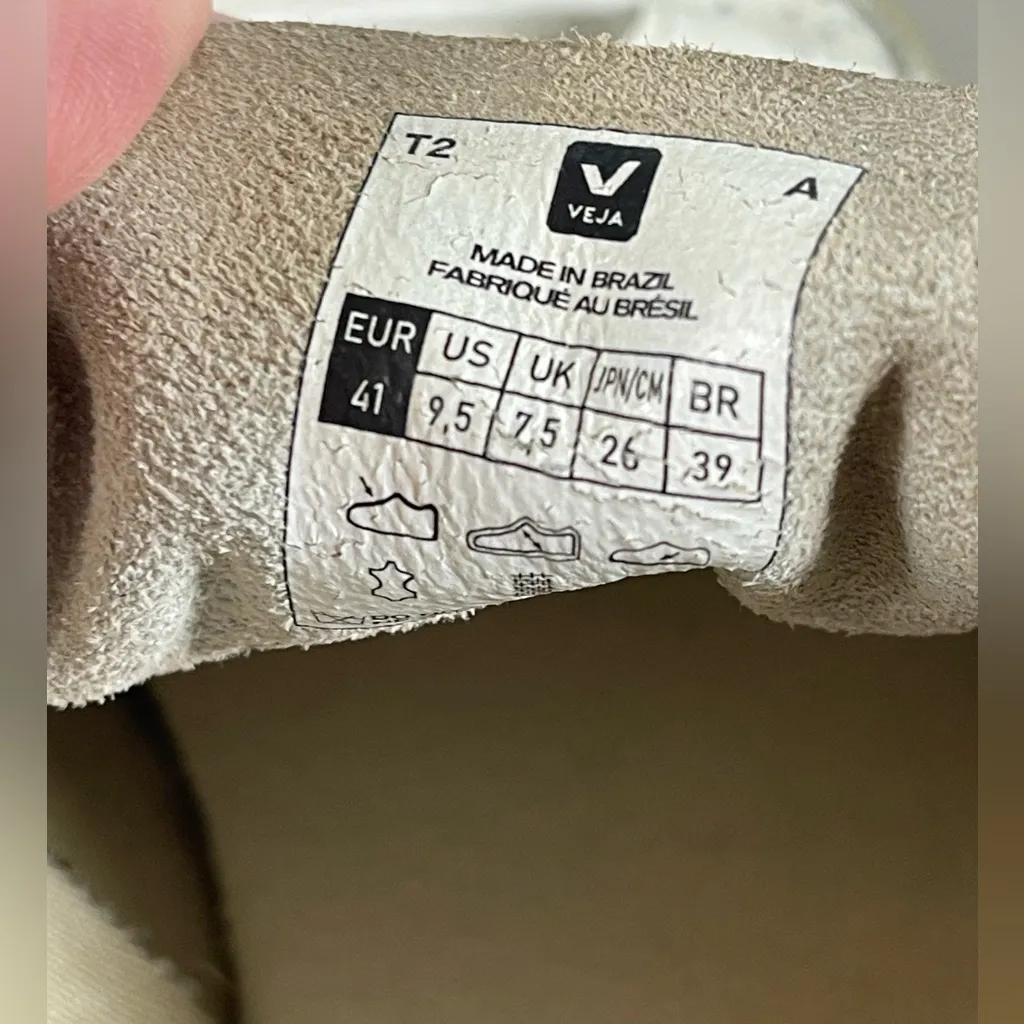 T2
VEJA
A
MADE IN BRAZIL
FABRIQUÉ AU BRÉSIL
EUR US UK JPN/CM BR
41 9,5 7,5 26 39